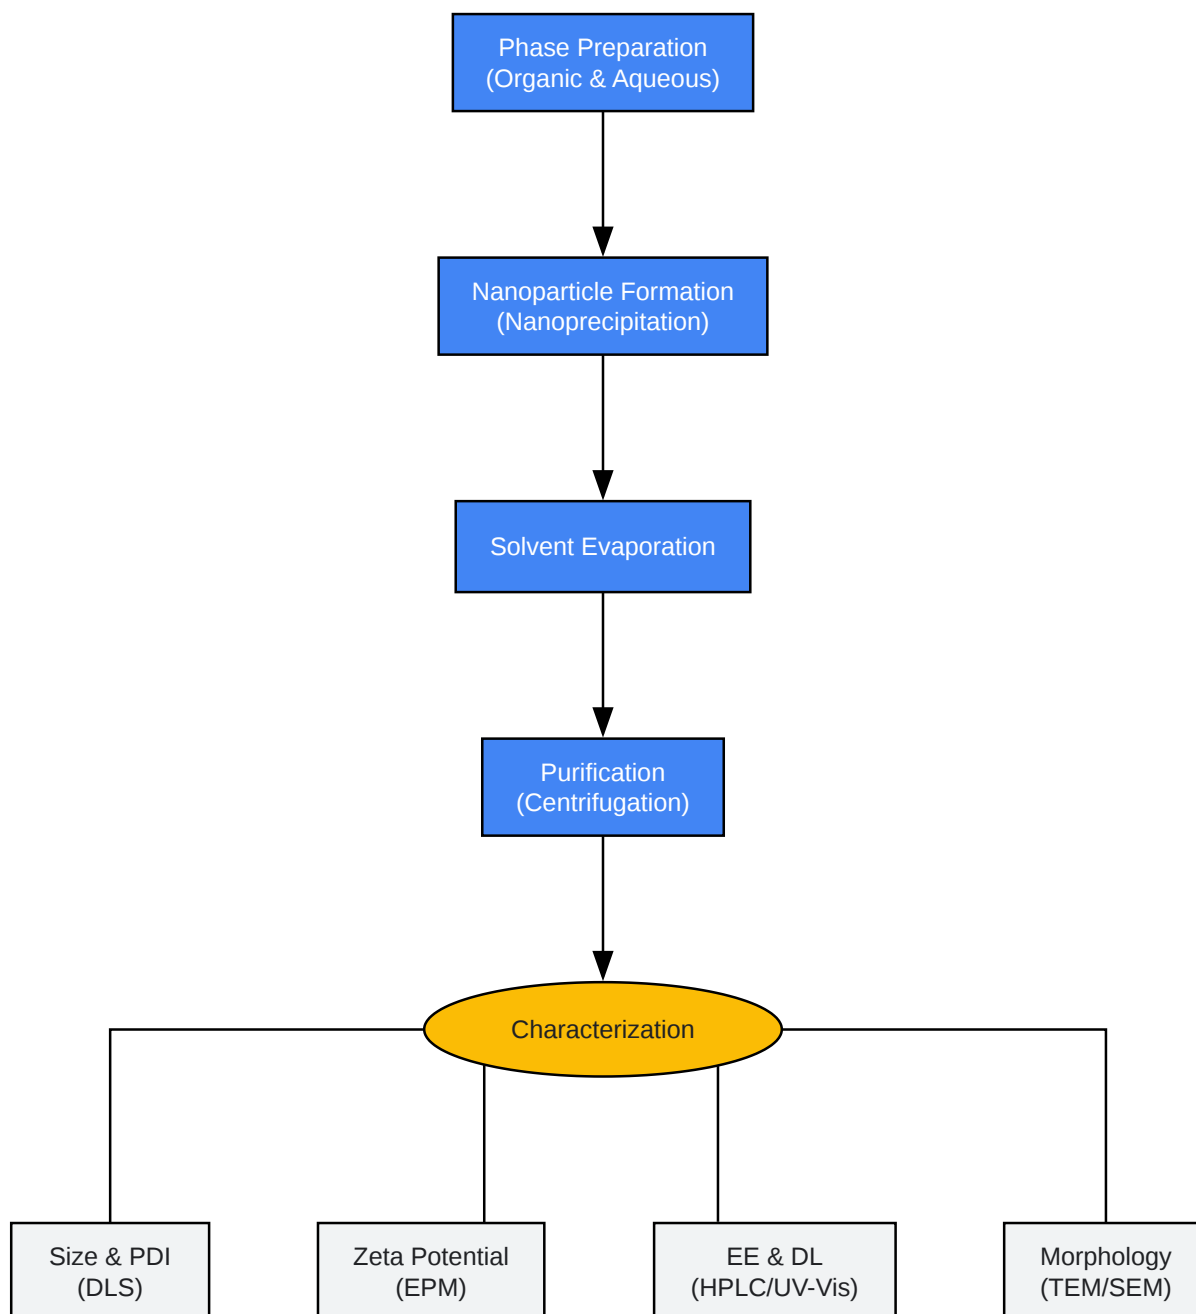 Phase Preparation
(Organic & Aqueous)
Nanoparticle Formation
(Nanoprecipitation)
Solvent Evaporation
Purification
(Centrifugation)
Characterization
Size & PDI
(DLS)
Zeta Potential
(EPM)
EE & DL
(HPLC/UV-Vis)
Morphology
(TEM/SEM)